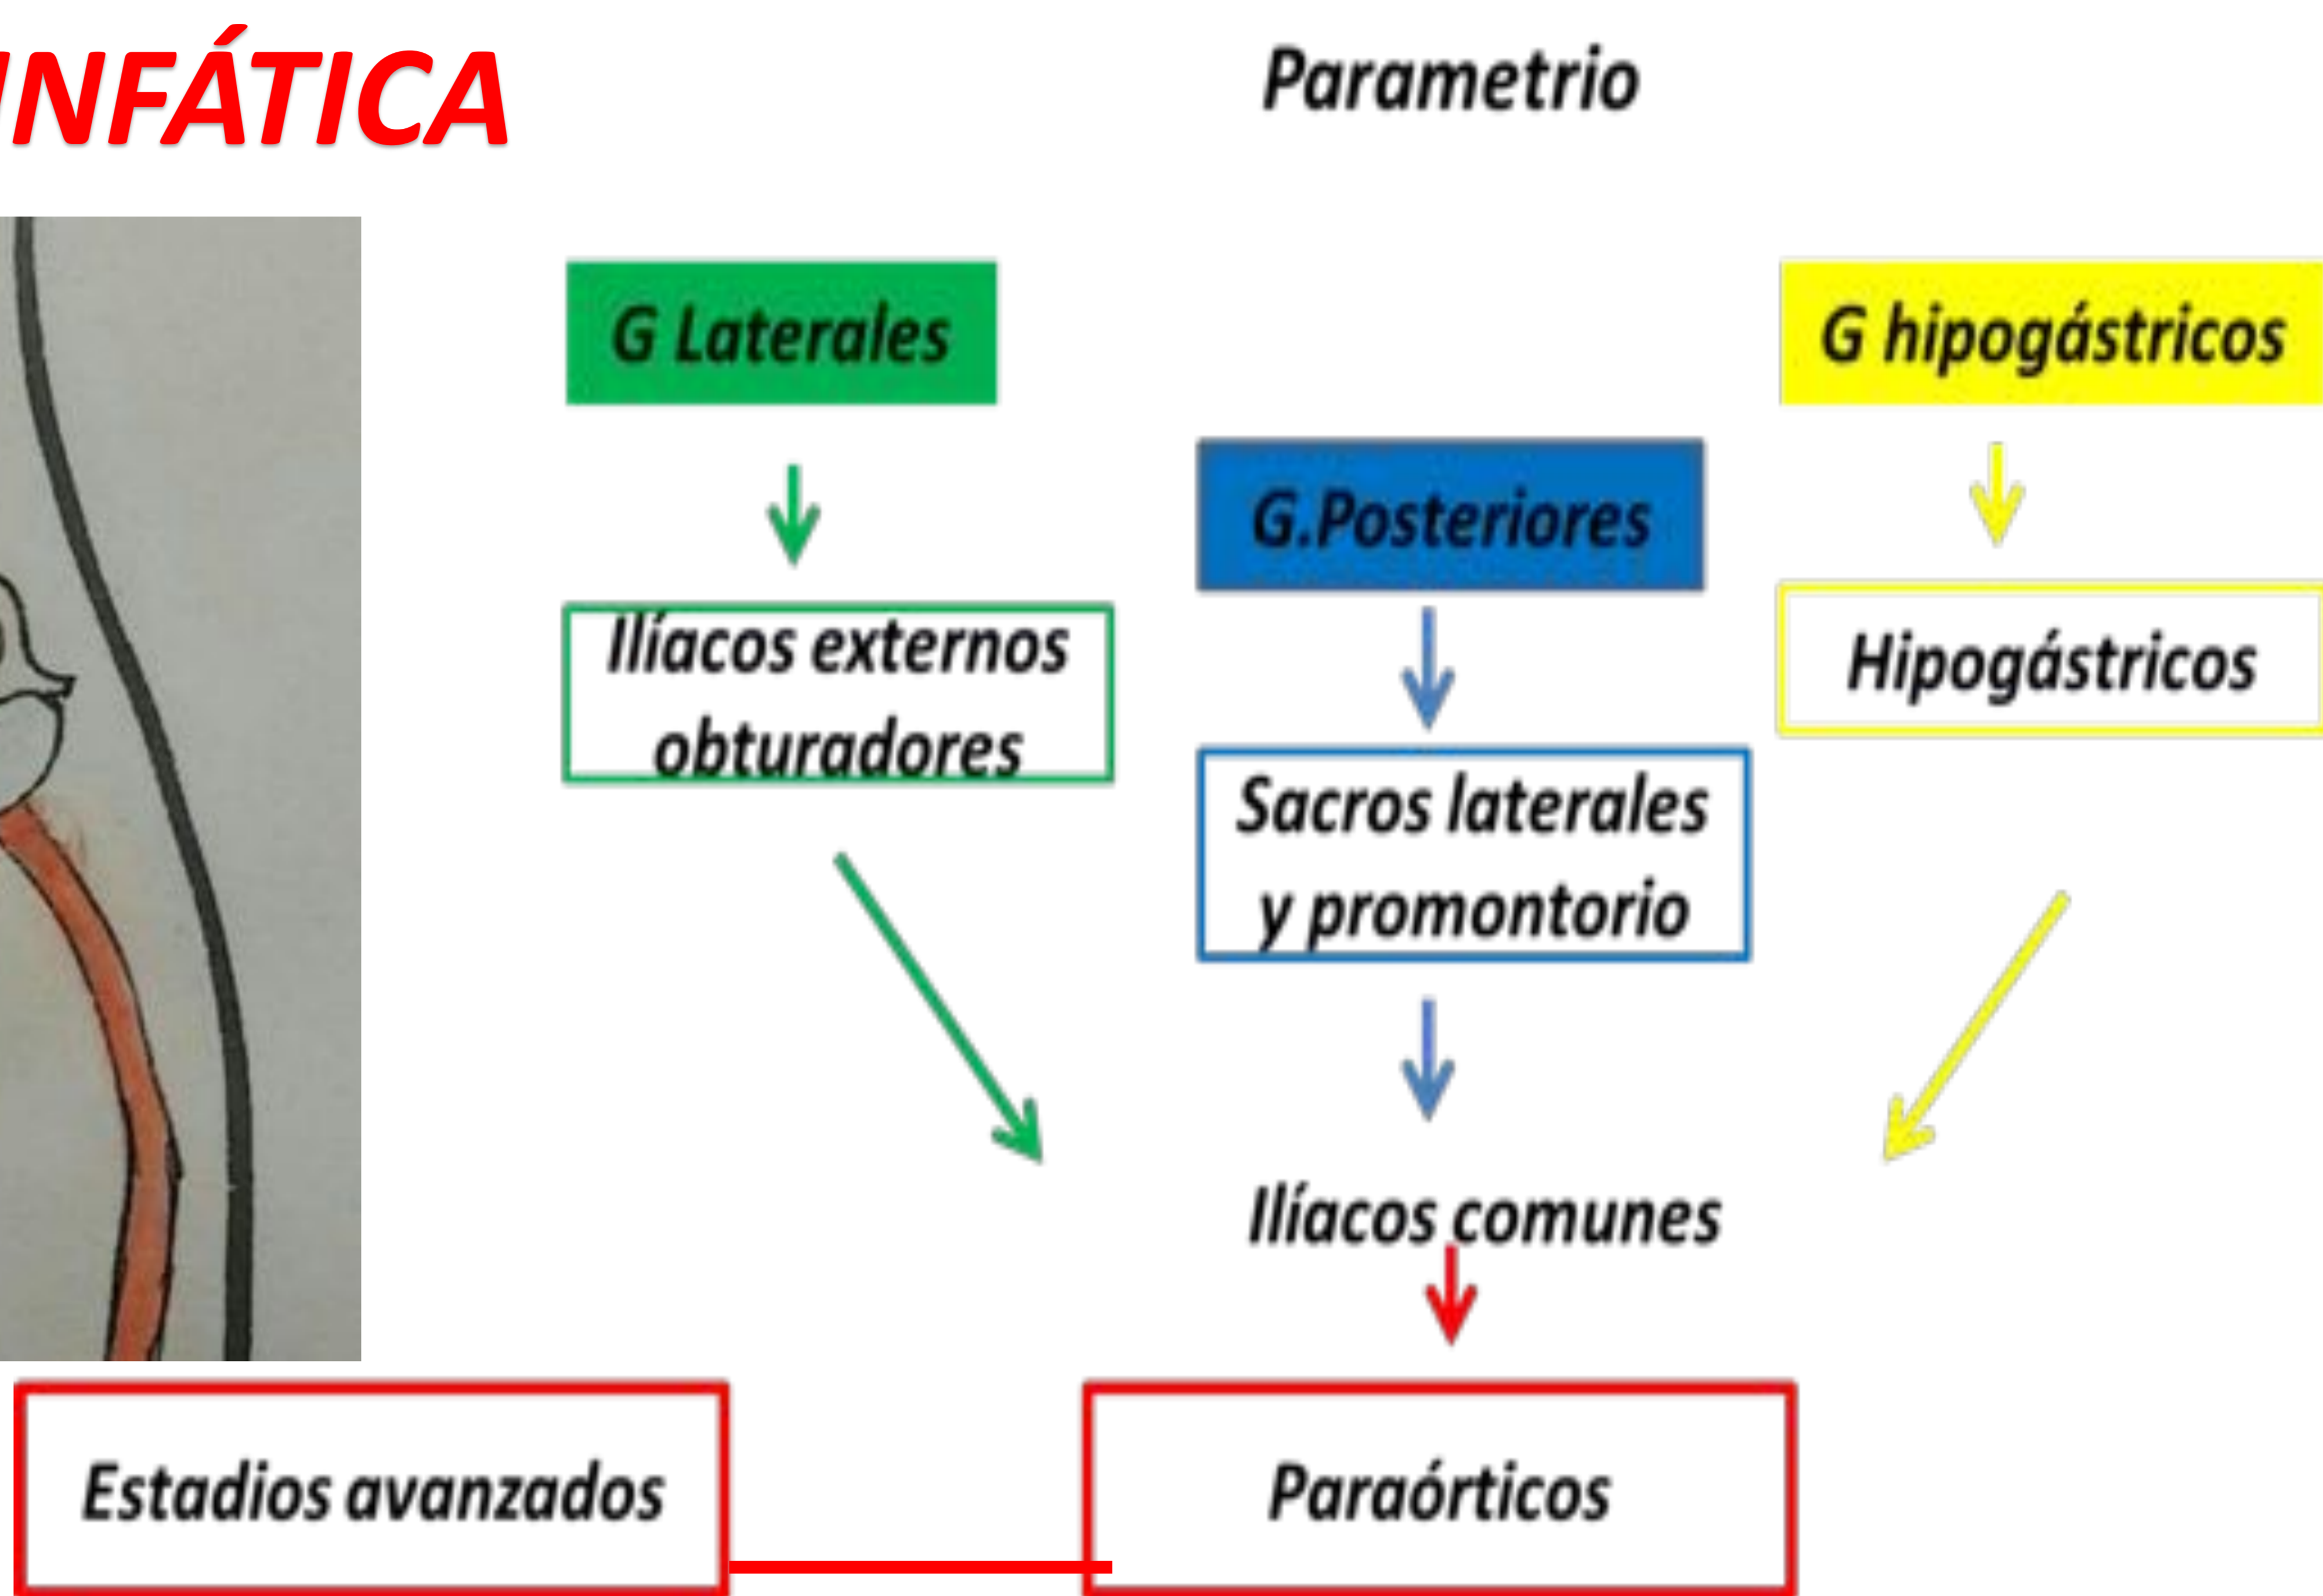 INFÁTICA
Parametrio
G Laterales
G hipogástricos
G.Posteriores
Ilíacos externos
obturadores
Hipogástricos
Sacros laterales
y promontorio
Ilíacos comunes
Estadios avanzados
Paraórticos